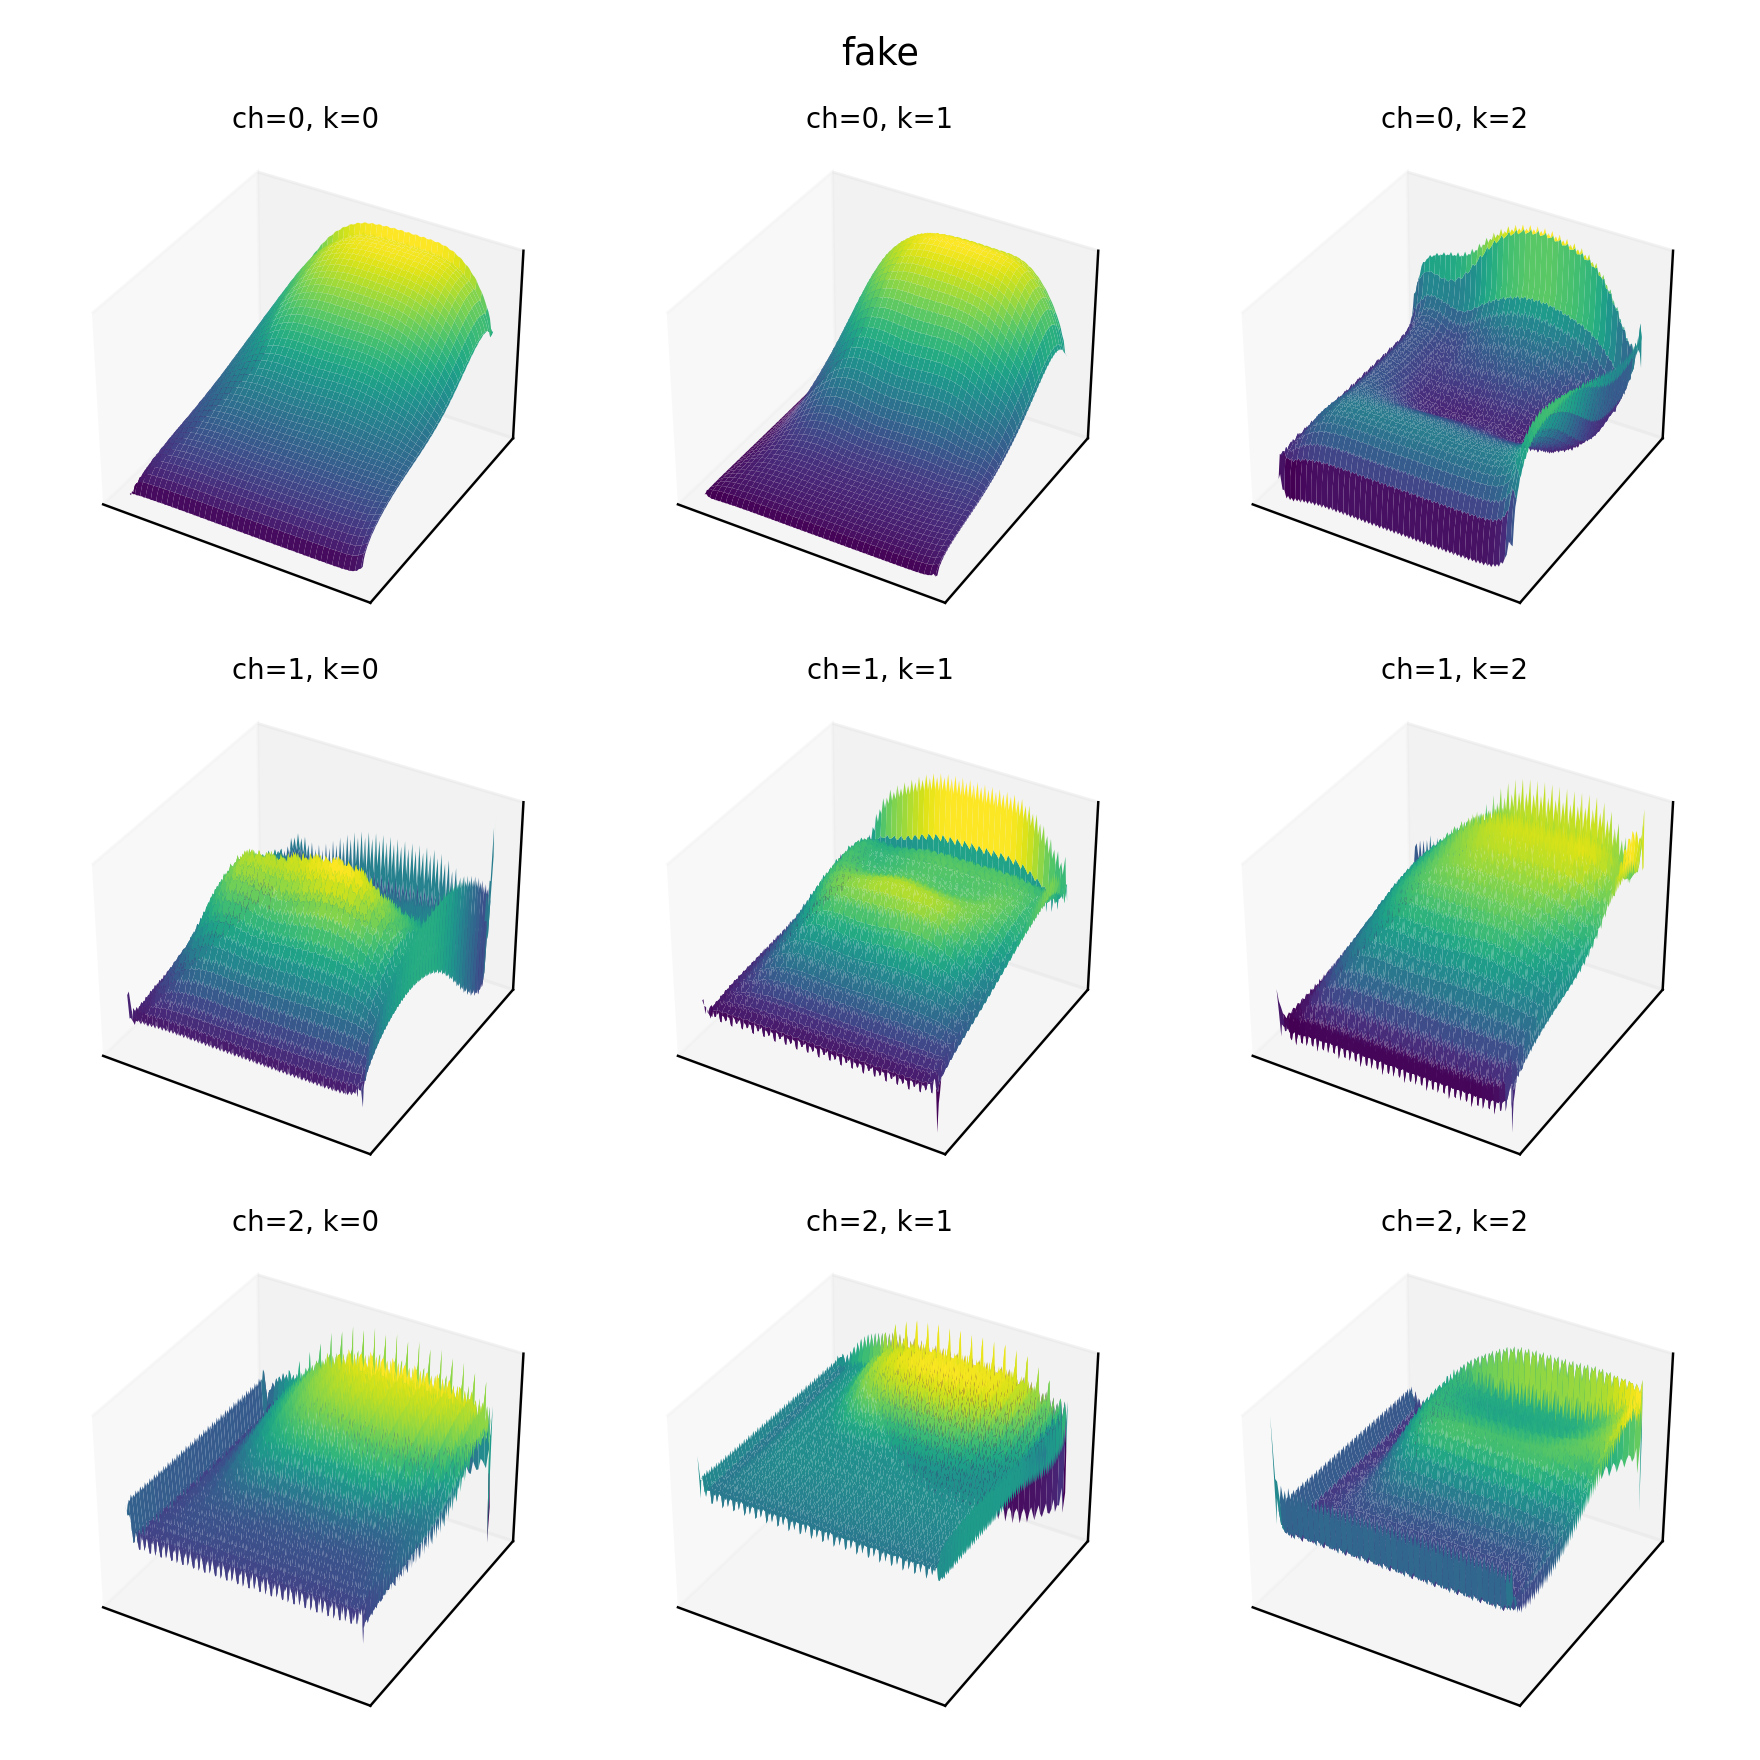 fake
ch=0, k=0
ch=0, k=1
ch=0, k=2
ch=1, k=0
ch=1, k=1
ch=1, k=2
ch=2, k=0
ch=2, k=1
ch=2, k=2